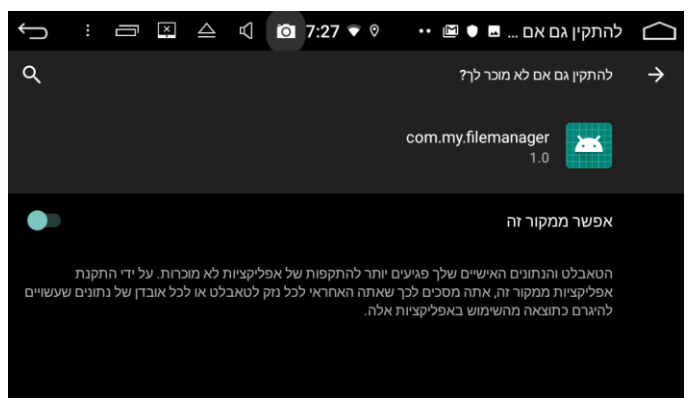 להתקין גם אם ... 7:27
להתקין גם אם לא מוכר לך?
com.my.filemanager
1.0
אפשר ממקור זה
הטאבלט והנתונים האישיים שלך פגיעים יותר להתקפות של אפליקציות לא מוכרות. על ידי התקנת
אפליקציות ממקור זה, אתה מסכים לכך שאתה האחראי לכל נזק לטאבלט או לכל אובדן של נתונים שעשויים
להיגרם כתוצאה מהשימוש באפליקציות אלה.